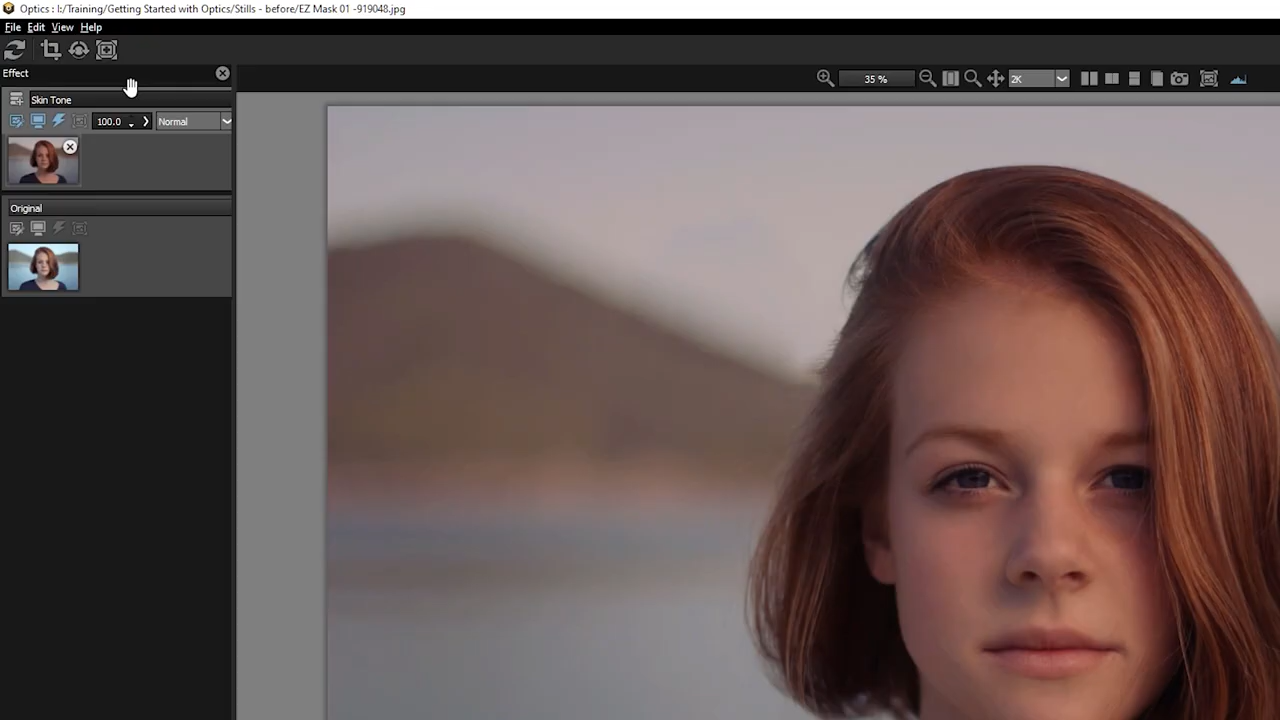 Optics : I:/Training/Getting Started with Optics/Stills - before/EZ Mask 01 -919048.jpg
File Edit View Help
Effect
35 %
2K
Skin Tone
100.0
Normal
Original